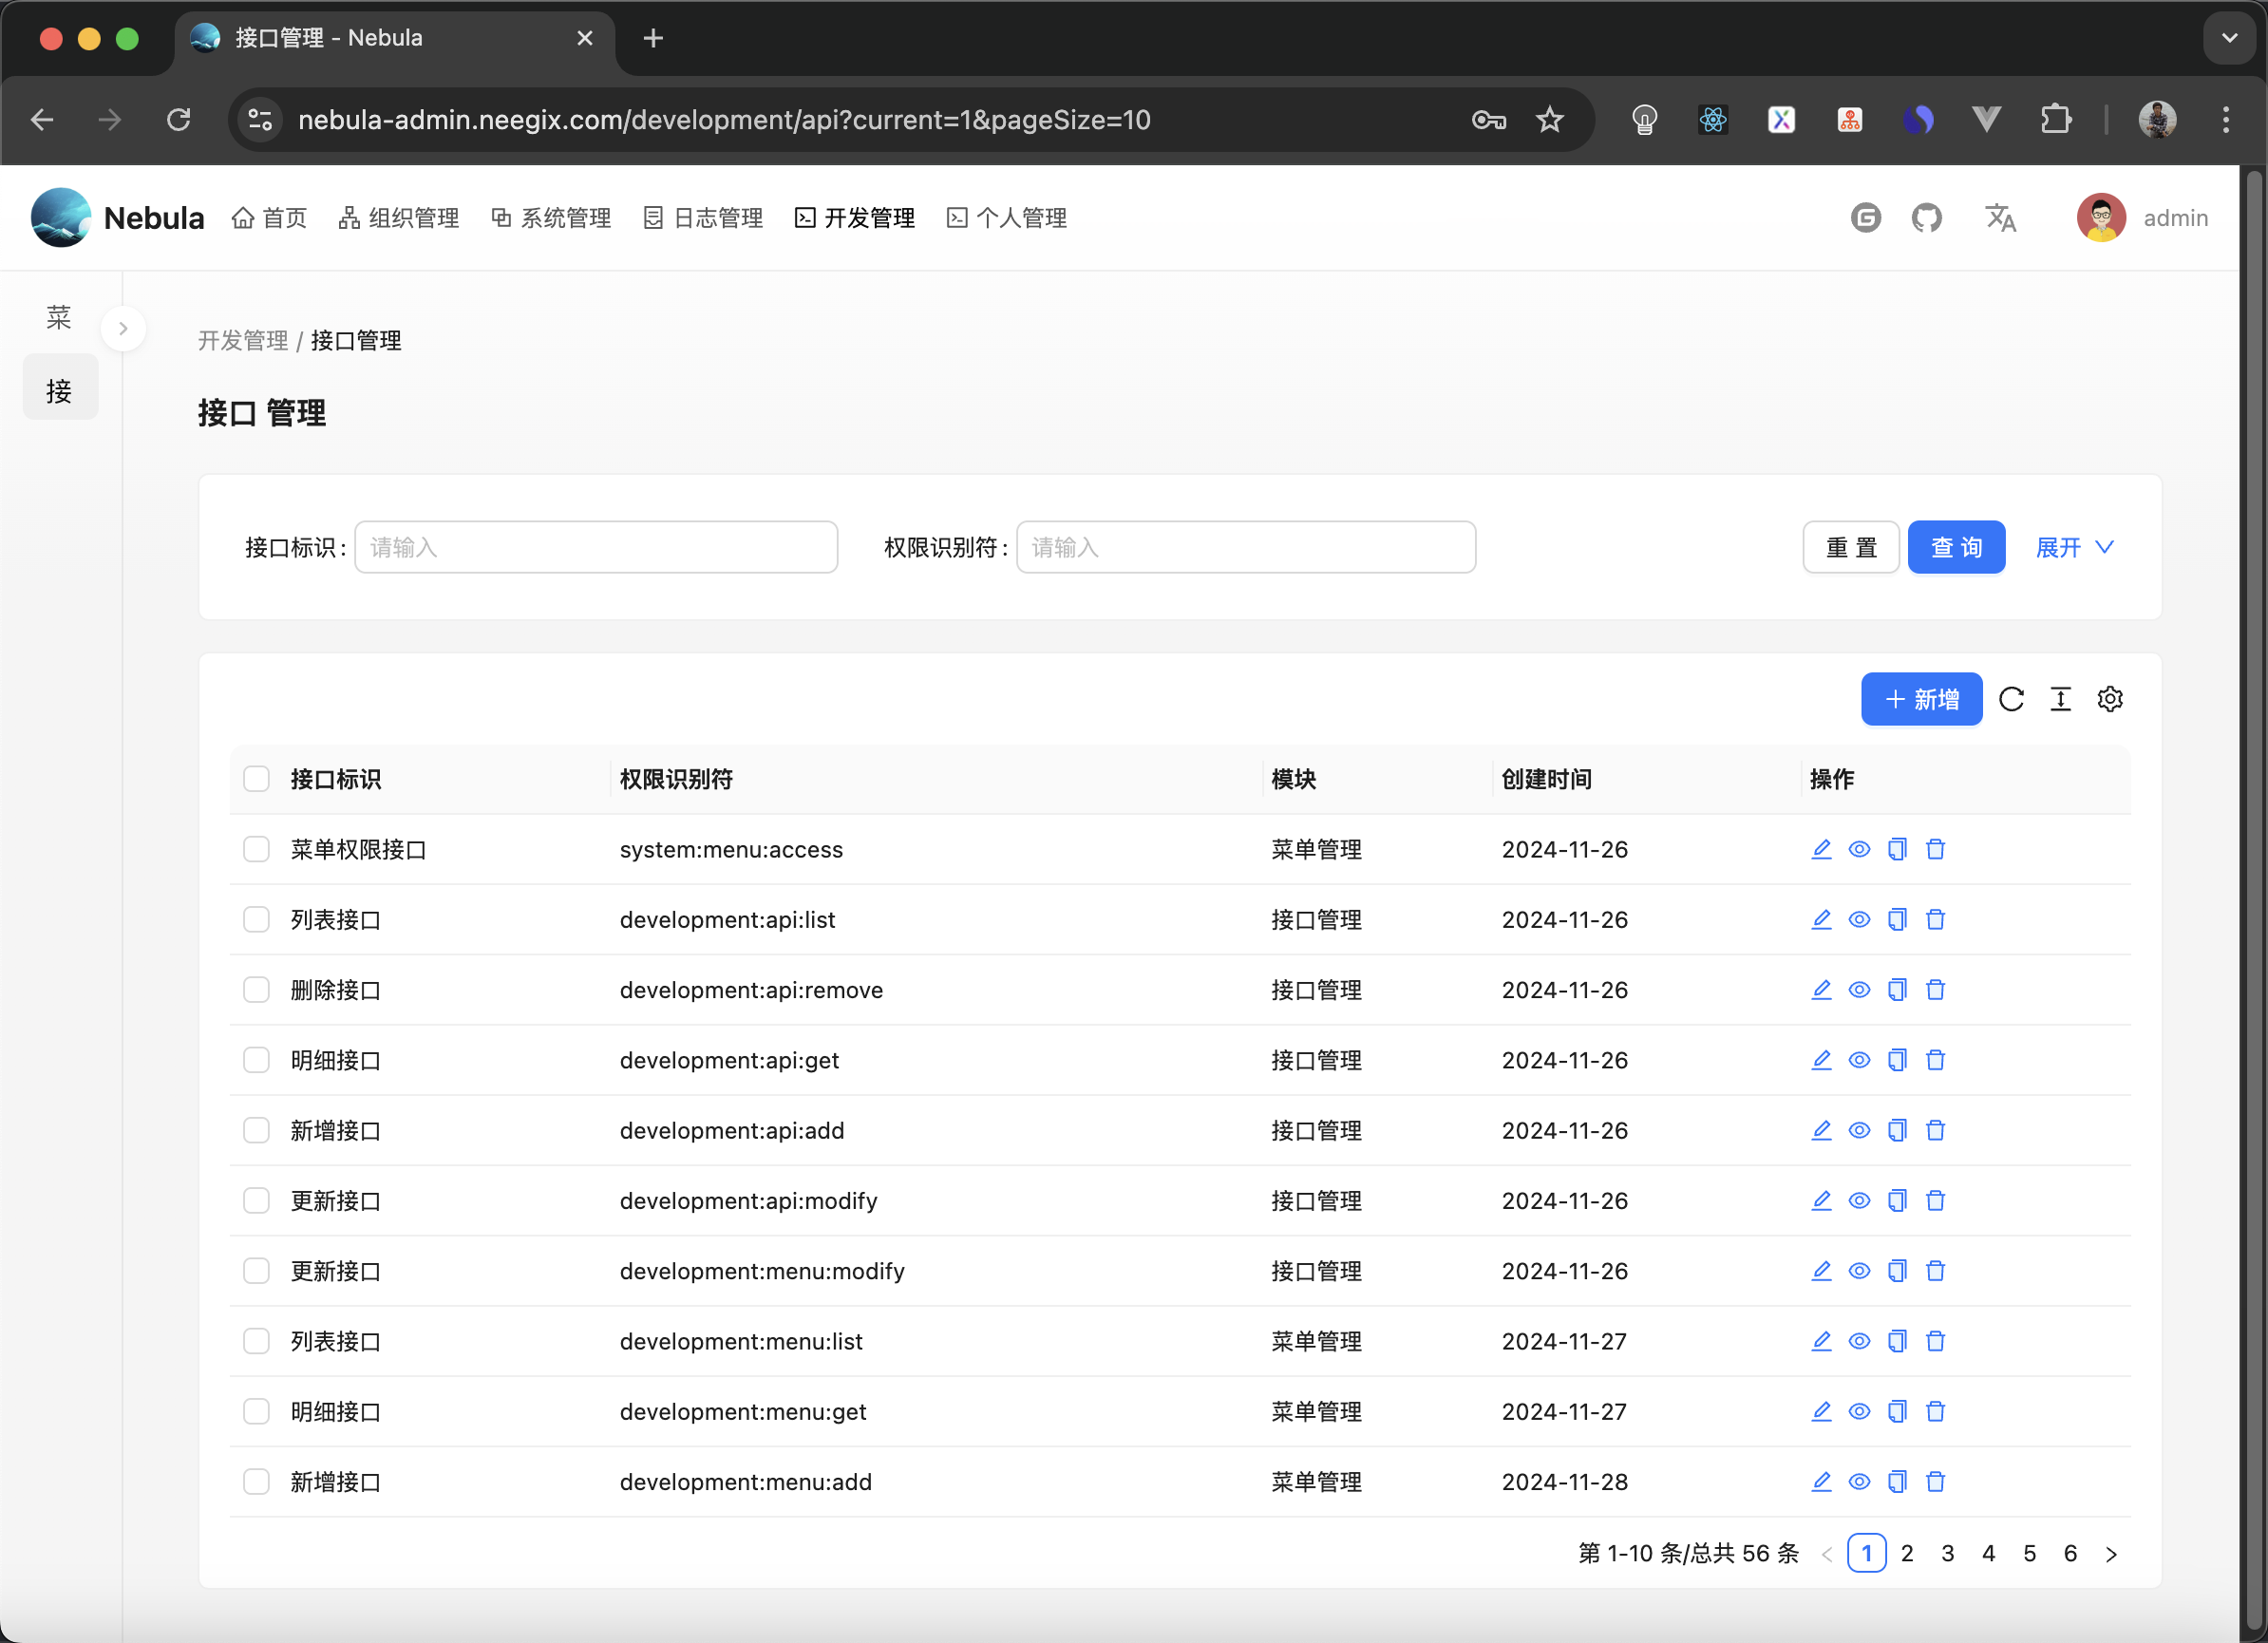 接口管理 - Nebula
nebula-admin.neegix.com/development/api?current=1&pageSize=10
Nebula 首页 组织管理 系统管理 日志管理 开发管理 个人管理 admin
菜
接
开发管理 / 接口管理
接口 管理
接口标识: 请输入 权限识别符: 请输入 重 置 查 询 展开
新增
接口标识 权限识别符 模块 创建时间 操作
菜单权限接口 system:menu:access 菜单管理 2024-11-26
列表接口 development:api:list 接口管理 2024-11-26
删除接口 development:api:remove 接口管理 2024-11-26
明细接口 development:api:get 接口管理 2024-11-26
新增接口 development:api:add 接口管理 2024-11-26
更新接口 development:api:modify 接口管理 2024-11-26
更新接口 development:menu:modify 接口管理 2024-11-26
列表接口 development:menu:list 菜单管理 2024-11-27
明细接口 development:menu:get 菜单管理 2024-11-27
新增接口 development:menu:add 菜单管理 2024-11-28
第 1-10 条/总共 56 条 < 1 2 3 4 5 6 >